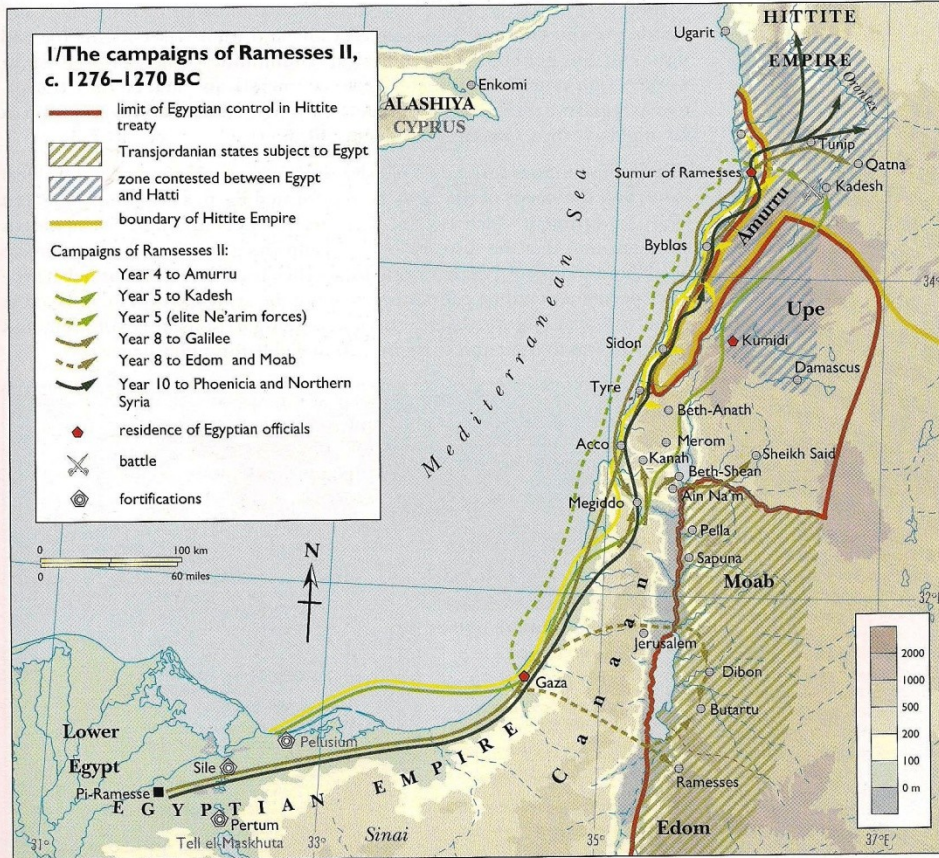 1/The campaigns of Ramesses II,
c. 1276–1270 BC
limit of Egyptian control in Hittite
treaty
Transjordanian states subject to Egypt
zone contested between Egypt
and Hatti
boundary of Hittite Empire
Campaigns of Ramsesses II:
Year 4 to Amurru
Year 5 to Kadesh
Year 5 (elite Ne'arim forces)
Year 8 to Galilee
Year 8 to Edom and Moab
Year 10 to Phoenicia and Northern
Syria
residence of Egyptian officials
battle
fortifications
0 100 km
0 60 miles
N
HITTITE
EMPIRE
Ugarit
Orontes
Enkomi
ALASHIYA
CYPRUS
Tunip
Qatna
Sumur of Ramesses
Kadesh
Amurru
Byblos
34°
Upe
Mediterranean Sea
Sidon
Kumidi
Damascus
Tyre
Beth-Anath
Acco
Merom
Kanah
Sheikh Said
Beth-Shean
Ain Na'm
Megiddo
Pella
Sapuna
Moab
32°
Canaan
Jerusalem
Gaza
Dibon
Butartu
Ramesses
Edom
Lower
Egypt
Pelusium
Sile
Pi-Ramesse
EGYPTIAN EMPIRE
Pertum
Tell el-Maskhuta
Sinai
31°
33°
35°
37°E
2000
1000
500
200
100
0 m